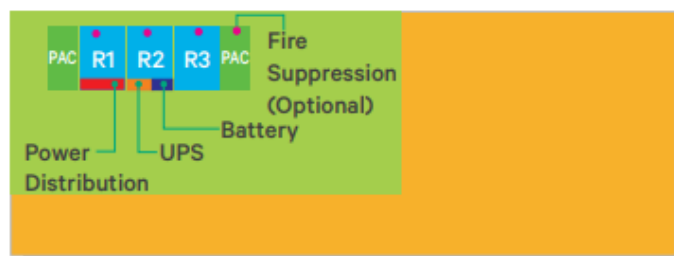 PAC R1 R2 R3 PAC
Fire
Suppression
(Optional)
Battery
Power
Distribution
UPS